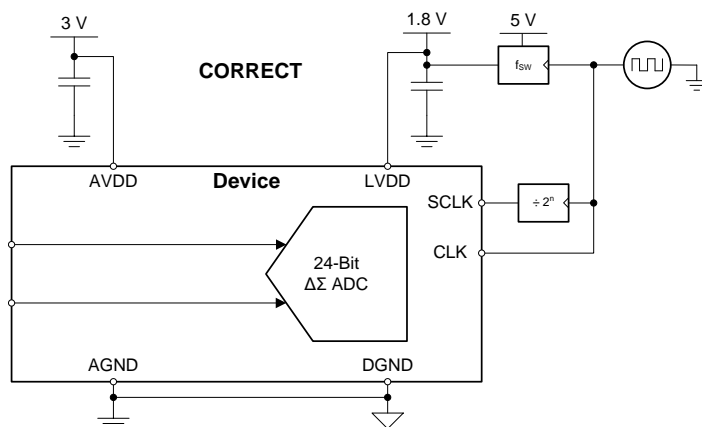 3 V
1.8 V
5 V
CORRECT
fSW
AVDD
Device
LVDD
SCLK
÷ 2ⁿ
CLK
24-Bit
ΔΣ ADC
AGND
DGND